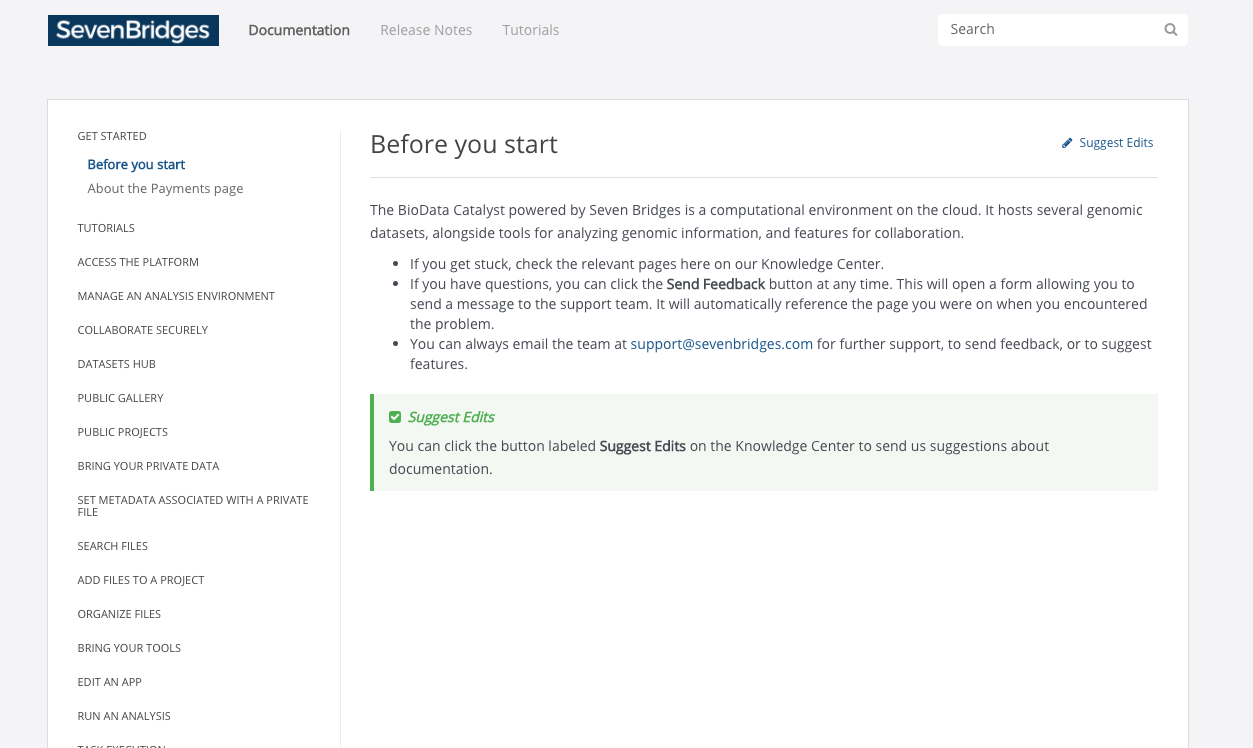 SevenBridges
Documentation
Release Notes
Tutorials
Search
GET STARTED
Before you start
About the Payments page
TUTORIALS
ACCESS THE PLATFORM
MANAGE AN ANALYSIS ENVIRONMENT
COLLABORATE SECURELY
DATASETS HUB
PUBLIC GALLERY
PUBLIC PROJECTS
BRING YOUR PRIVATE DATA
SET METADATA ASSOCIATED WITH A PRIVATE
FILE
SEARCH FILES
ADD FILES TO A PROJECT
ORGANIZE FILES
BRING YOUR TOOLS
EDIT AN APP
RUN AN ANALYSIS
TASK EXECUTION
Before you start
Suggest Edits
The BioData Catalyst powered by Seven Bridges is a computational environment on the cloud. It hosts several genomic
datasets, alongside tools for analyzing genomic information, and features for collaboration.
• If you get stuck, check the relevant pages here on our Knowledge Center.
• If you have questions, you can click the Send Feedback button at any time. This will open a form allowing you to
send a message to the support team. It will automatically reference the page you were on when you encountered
the problem.
• You can always email the team at support@sevenbridges.com for further support, to send feedback, or to suggest
features.
Suggest Edits
You can click the button labeled Suggest Edits on the Knowledge Center to send us suggestions about
documentation.